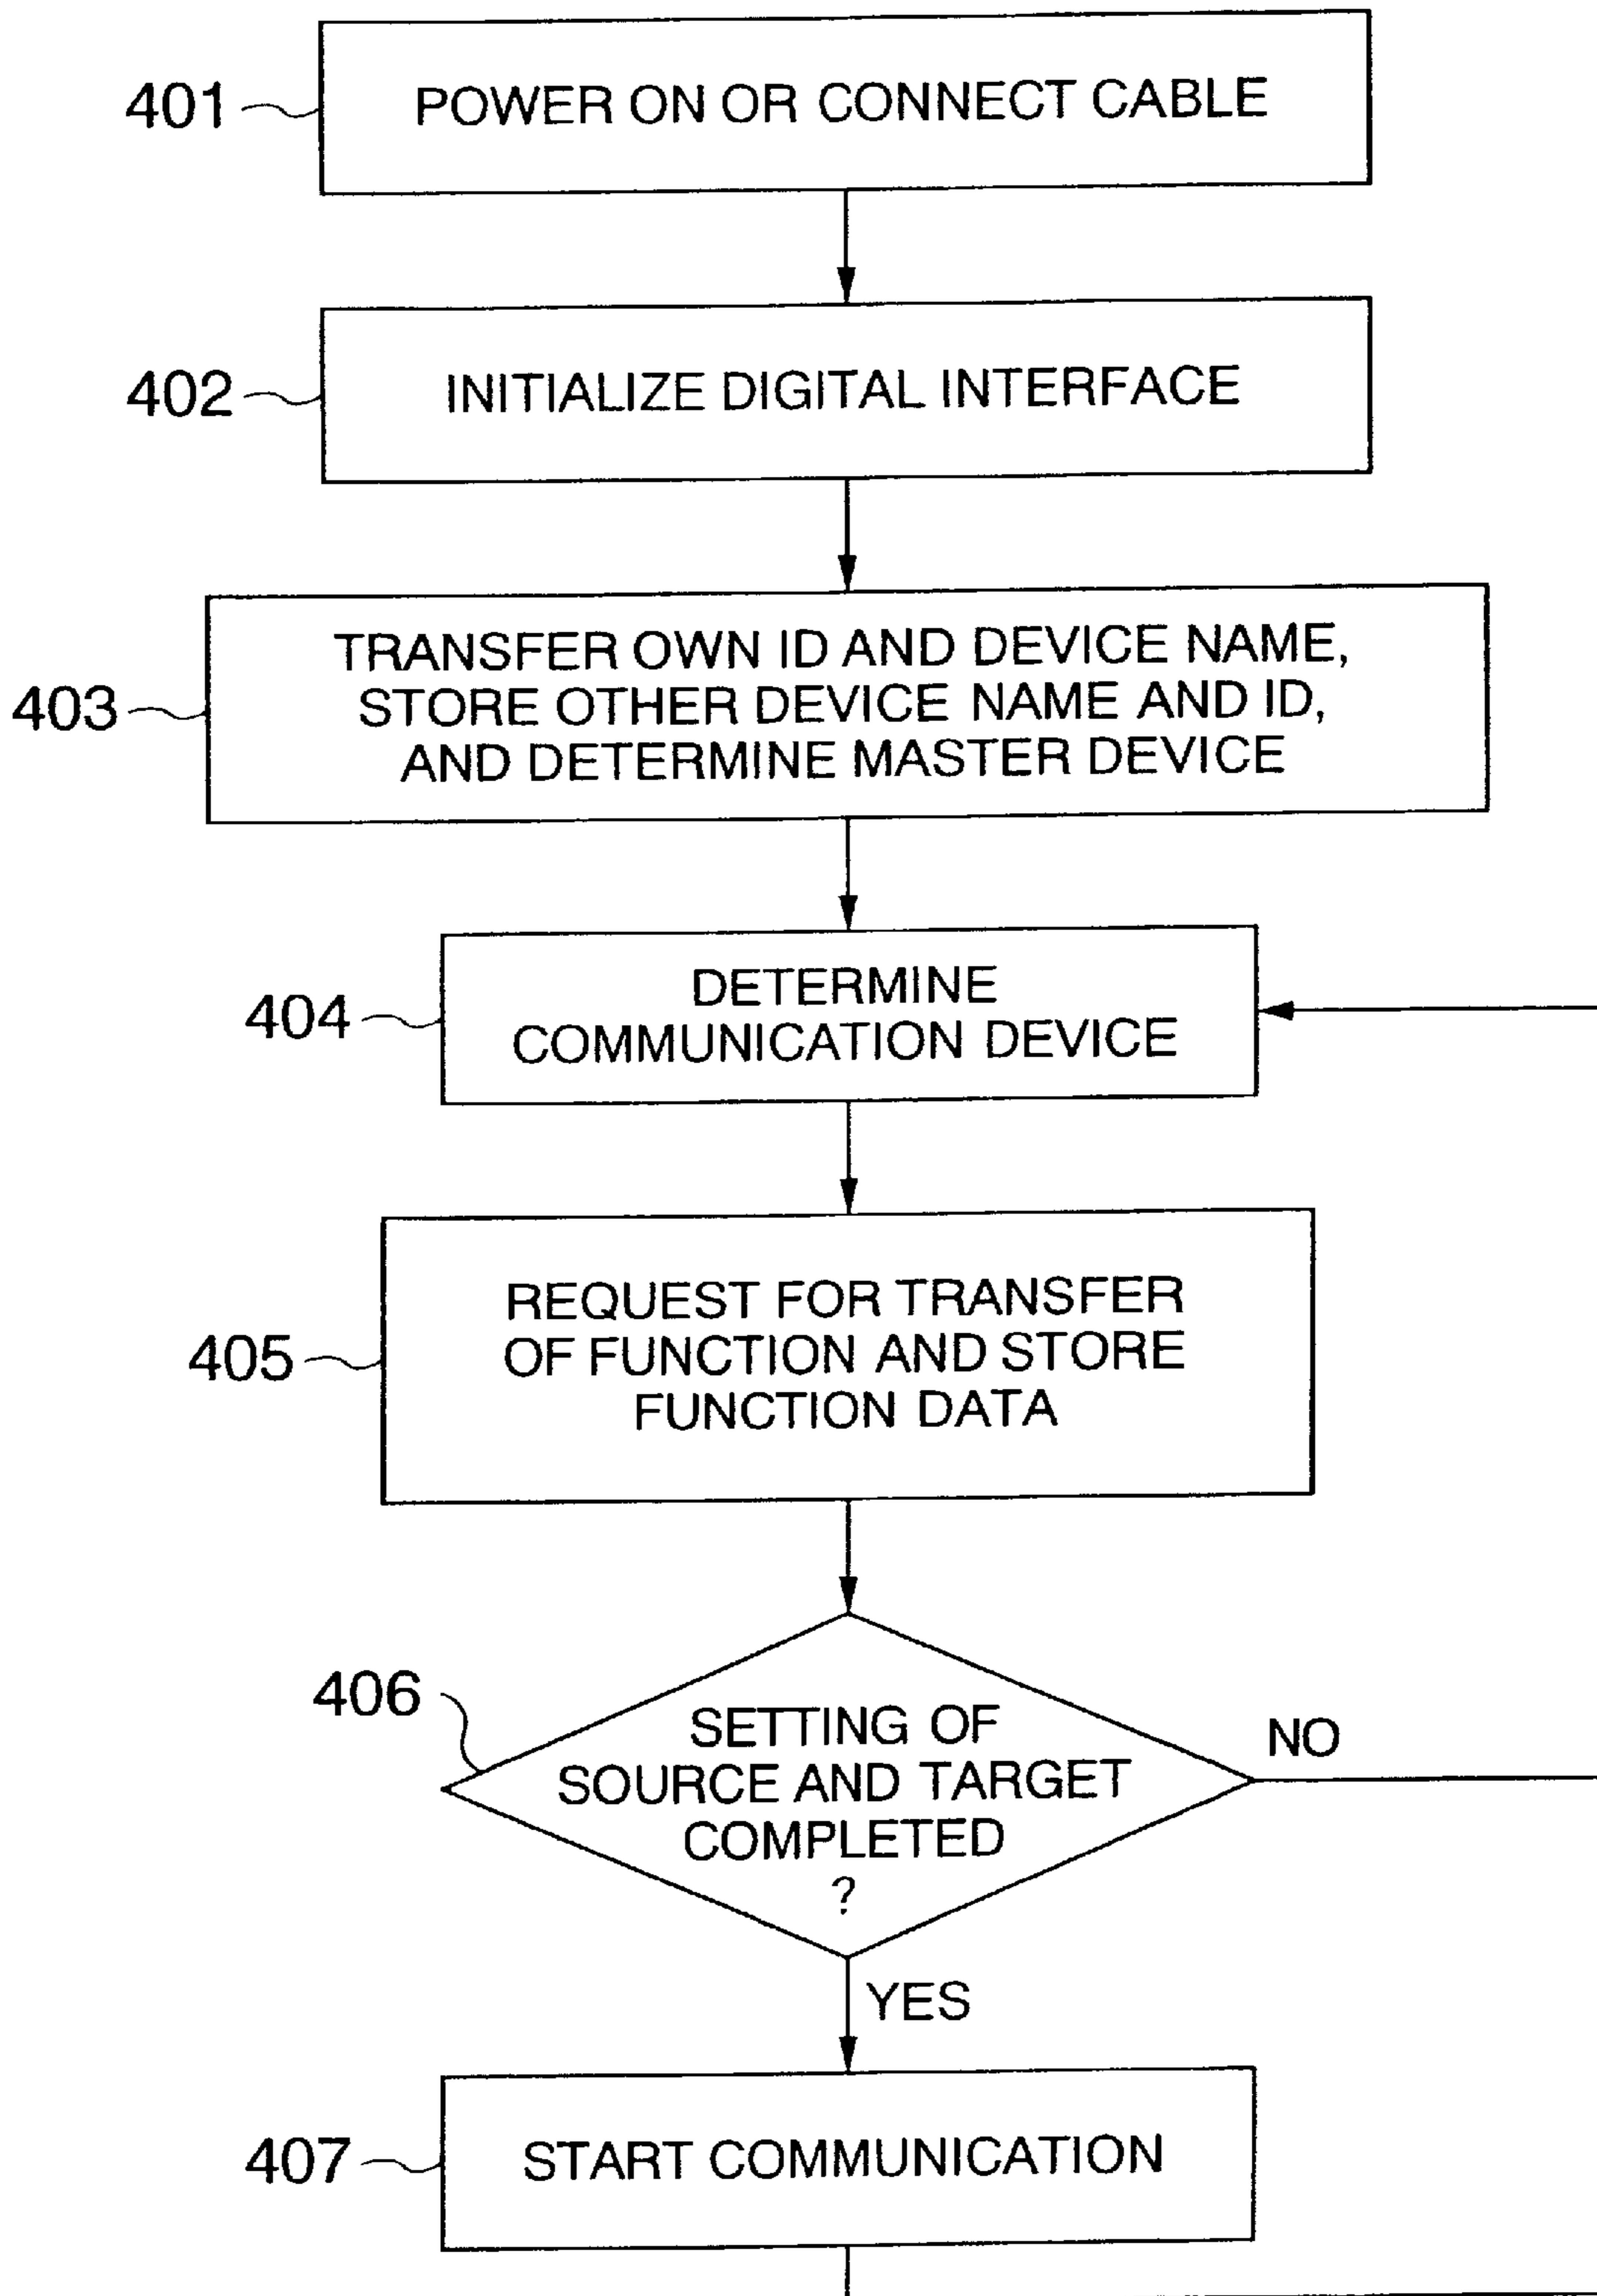 401
POWER ON OR CONNECT CABLE
402
INITIALIZE DIGITAL INTERFACE
403
TRANSFER OWN ID AND DEVICE NAME,
STORE OTHER DEVICE NAME AND ID,
AND DETERMINE MASTER DEVICE
404
DETERMINE
COMMUNICATION DEVICE
405
REQUEST FOR TRANSFER
OF FUNCTION AND STORE
FUNCTION DATA
406
SETTING OF
SOURCE AND TARGET
COMPLETED
?
NO
YES
407
START COMMUNICATION